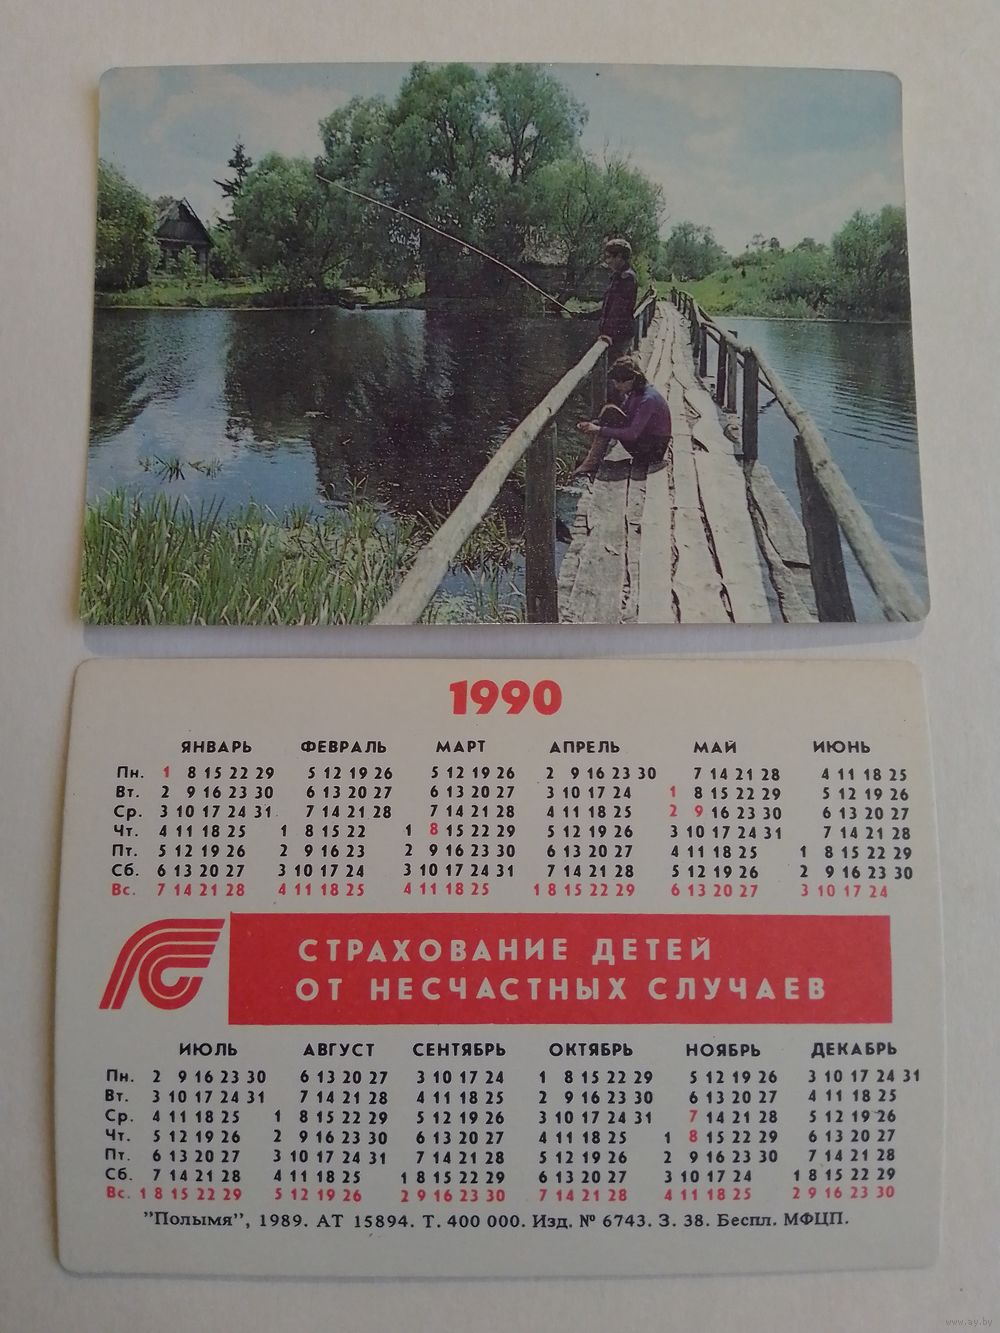 1990
ЯНВАРЬ ФЕВРАЛЬ МАРТ АПРЕЛЬ МАЙ ИЮНЬ
Пн. 1 8 15 22 29 5 12 19 26 5 12 19 26 2 9 16 23 30 7 14 21 28 4 11 18 25
Вт. 2 9 16 23 30 6 13 20 27 6 13 20 27 3 10 17 24 1 8 15 22 29 5 12 19 26
Ср. 3 10 17 24 31 7 14 21 28 7 14 21 28 4 11 18 25 2 9 16 23 30 6 13 20 27
Чт. 4 11 18 25 1 8 15 22 1 8 15 22 29 5 12 19 26 3 10 17 24 31 7 14 21 28
Пт. 5 12 19 26 2 9 16 23 2 9 16 23 30 6 13 20 27 4 11 18 25 1 8 15 22 29
Сб. 6 13 20 27 3 10 17 24 3 10 17 24 31 7 14 21 28 5 12 19 26 2 9 16 23 30
Вс. 7 14 21 28 4 11 18 25 4 11 18 25 1 8 15 22 29 6 13 20 27 3 10 17 24
ГС
СТРАХОВАНИЕ ДЕТЕЙ
ОТ НЕСЧАСТНЫХ СЛУЧАЕВ
ИЮЛЬ АВГУСТ СЕНТЯБРЬ ОКТЯБРЬ НОЯБРЬ ДЕКАБРЬ
Пн. 2 9 16 23 30 6 13 20 27 3 10 17 24 1 8 15 22 29 5 12 19 26 3 10 17 24 31
Вт. 3 10 17 24 31 7 14 21 28 4 11 18 25 2 9 16 23 30 6 13 20 27 4 11 18 25
Ср. 4 11 18 25 1 8 15 22 29 5 12 19 26 3 10 17 24 31 7 14 21 28 5 12 19 26
Чт. 5 12 19 26 2 9 16 23 30 6 13 20 27 4 11 18 25 1 8 15 22 29 6 13 20 27
Пт. 6 13 20 27 3 10 17 24 31 7 14 21 28 5 12 19 26 2 9 16 23 30 7 14 21 28
Сб. 7 14 21 28 4 11 18 25 1 8 15 22 29 6 13 20 27 3 10 17 24 1 8 15 22 29
Вс. 1 8 15 22 29 5 12 19 26 2 9 16 23 30 7 14 21 28 4 11 18 25 2 9 16 23 30
"Полымя", 1989. АТ 15894. Т. 400 000. Изд. № 6743. З. 38. Беспл. МФЦП.
www.ay.by